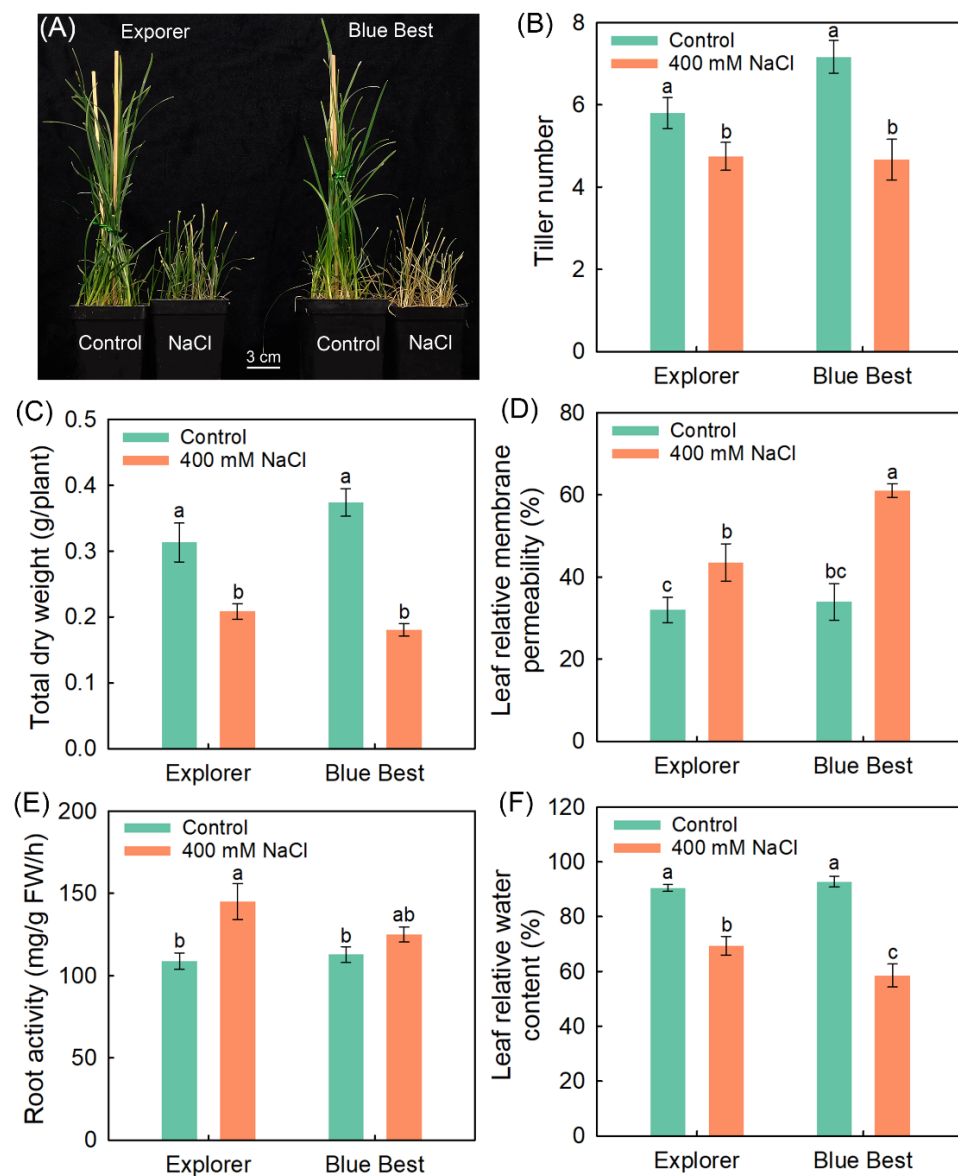 (A)
Exporer
Blue Best
Control
NaCl
3 cm
Control
NaCl
(B)
Tiller number
8
6
4
2
0
Control
400 mM NaCl
a
b
a
b
Explorer
Blue Best
(C)
Total dry weight (g/plant)
0.5
0.4
0.3
0.2
0.1
0.0
Control
400 mM NaCl
a
b
a
b
Explorer
Blue Best
(D)
Leaf relative membrane
permeability (%)
80
60
40
20
0
Control
400 mM NaCl
c
b
bc
a
Explorer
Blue Best
(E)
Root activity (mg/g FW/h)
200
150
100
50
0
Control
400 mM NaCl
b
a
b
ab
Explorer
Blue Best
(F)
Leaf relative water
content (%)
120
100
80
60
40
20
0
Control
400 mM NaCl
a
b
a
c
Explorer
Blue Best